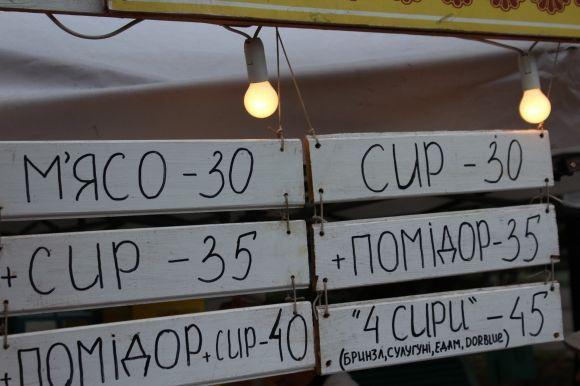 М'ЯСО - 30
+ СИР - 35
+ ПОМІДОР + СИР - 40
СИР - 30
+ ПОМІДОР - 35
"4 СИРИ" - 45
(БРИНЗА, СУЛУГУНІ, ЕДАМ, DORBLUE)